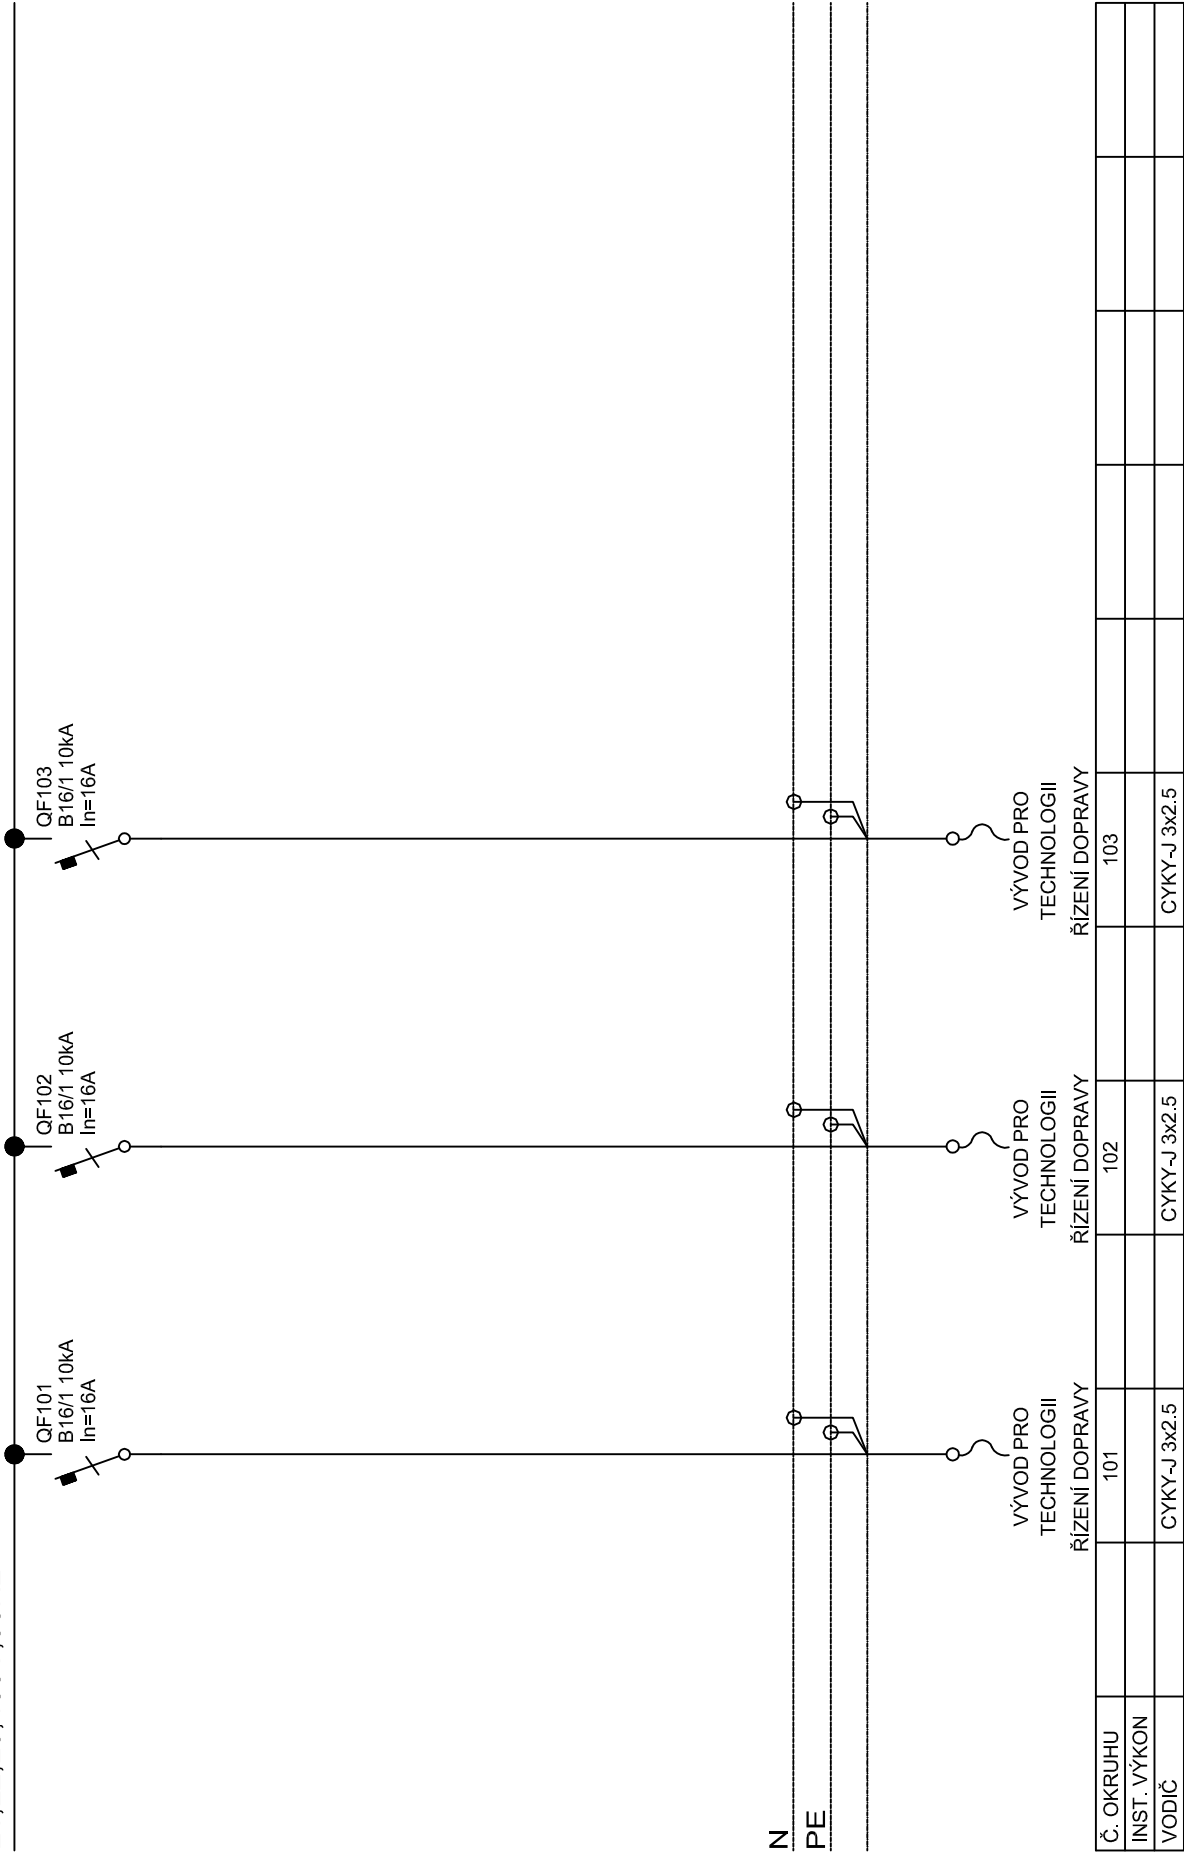 QF101
B16/1 10kA
In=16A
QF102
B16/1 10kA
In=16A
QF103
B16/1 10kA
In=16A
N
PE
VÝVOD PRO
TECHNOLOGII
ŘÍZENÍ DOPRAVY
VÝVOD PRO
TECHNOLOGII
ŘÍZENÍ DOPRAVY
VÝVOD PRO
TECHNOLOGII
ŘÍZENÍ DOPRAVY
Č. OKRUHU 101 102 103
INST. VÝKON
VODIČ CYKY-J 3x2.5 CYKY-J 3x2.5 CYKY-J 3x2.5